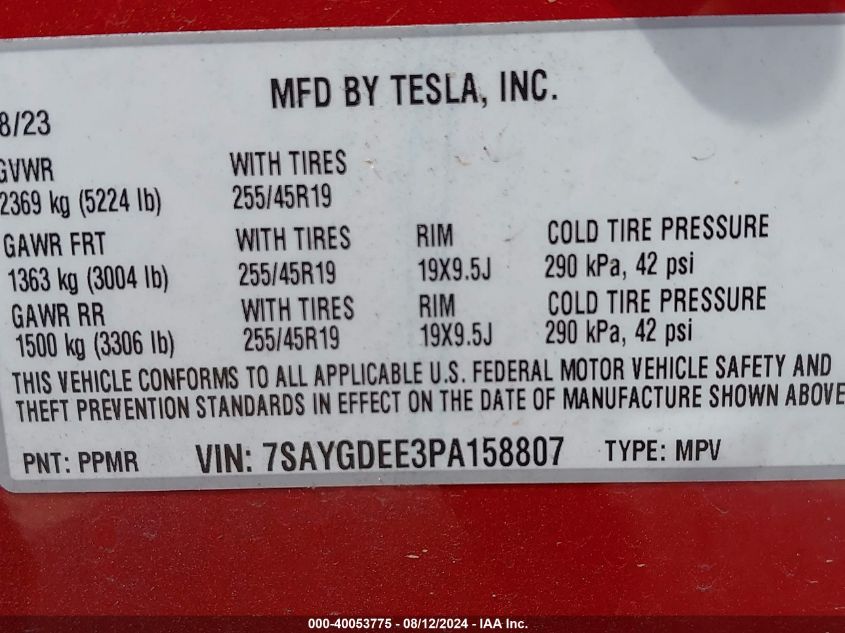 MFD BY TESLA, INC.
8/23
GVWR WITH TIRES
2369 kg (5224 lb) 255/45R19
GAWR FRT WITH TIRES RIM COLD TIRE PRESSURE
1363 kg (3004 lb) 255/45R19 19X9.5J 290 kPa, 42 psi
GAWR RR WITH TIRES RIM COLD TIRE PRESSURE
1500 kg (3306 lb) 255/45R19 19X9.5J 290 kPa, 42 psi
THIS VEHICLE CONFORMS TO ALL APPLICABLE U.S. FEDERAL MOTOR VEHICLE SAFETY AND
THEFT PREVENTION STANDARDS IN EFFECT ON THE DATE OF MANUFACTURE SHOWN ABOVE
PNT: PPMR VIN: 7SAYGDEE3PA158807 TYPE: MPV
000-40053775 - 08/12/2024 - IAA Inc.